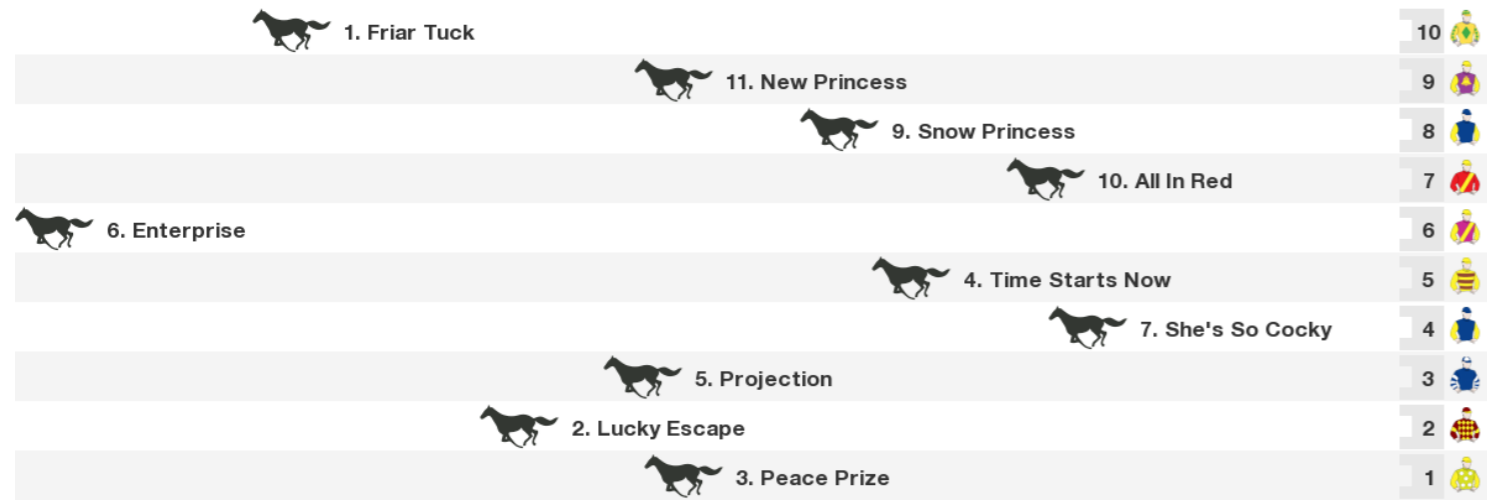 1. Friar Tuck 10
11. New Princess 9
9. Snow Princess 8
10. All In Red 7
6. Enterprise 6
4. Time Starts Now 5
7. She's So Cocky 4
5. Projection 3
2. Lucky Escape 2
3. Peace Prize 1